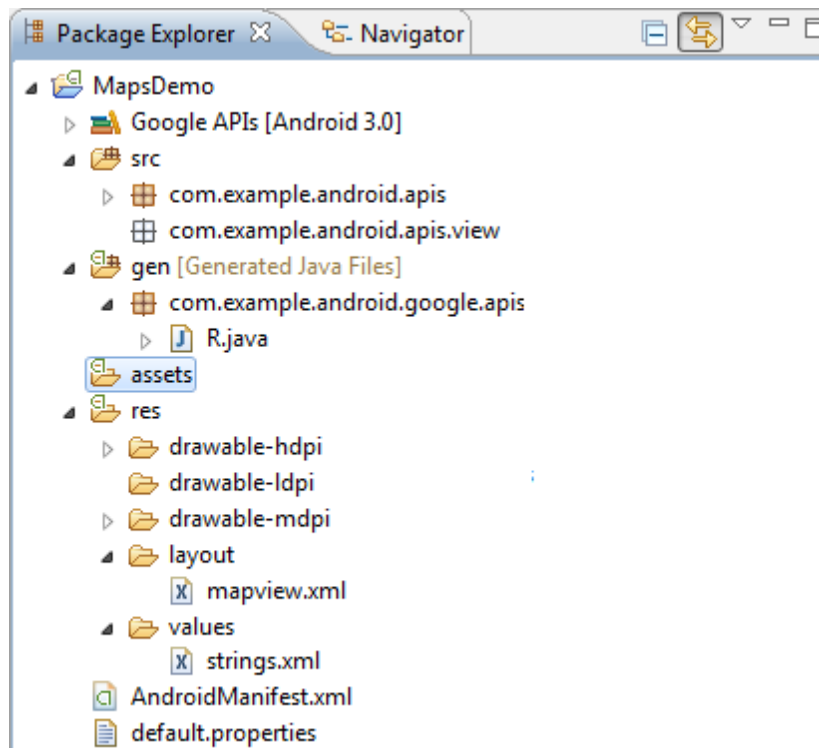 Package Explorer Navigator
MapsDemo
Google APIs [Android 3.0]
src
com.example.android.apis
com.example.android.apis.view
gen [Generated Java Files]
com.example.android.google.apis
R.java
assets
res
drawable-hdpi
drawable-ldpi
drawable-mdpi
layout
mapview.xml
values
strings.xml
AndroidManifest.xml
default.properties